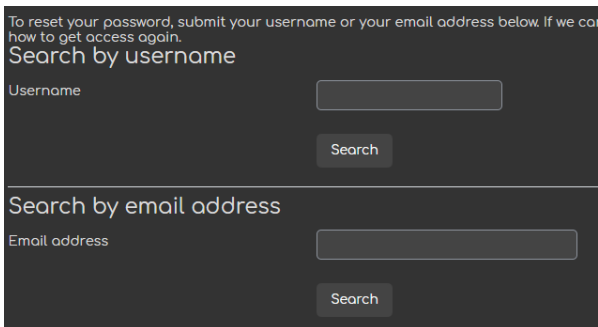 To reset your password, submit your username or your email address below. If we can
how to get access again.
Search by username
Username
Search
Search by email address
Email address
Search